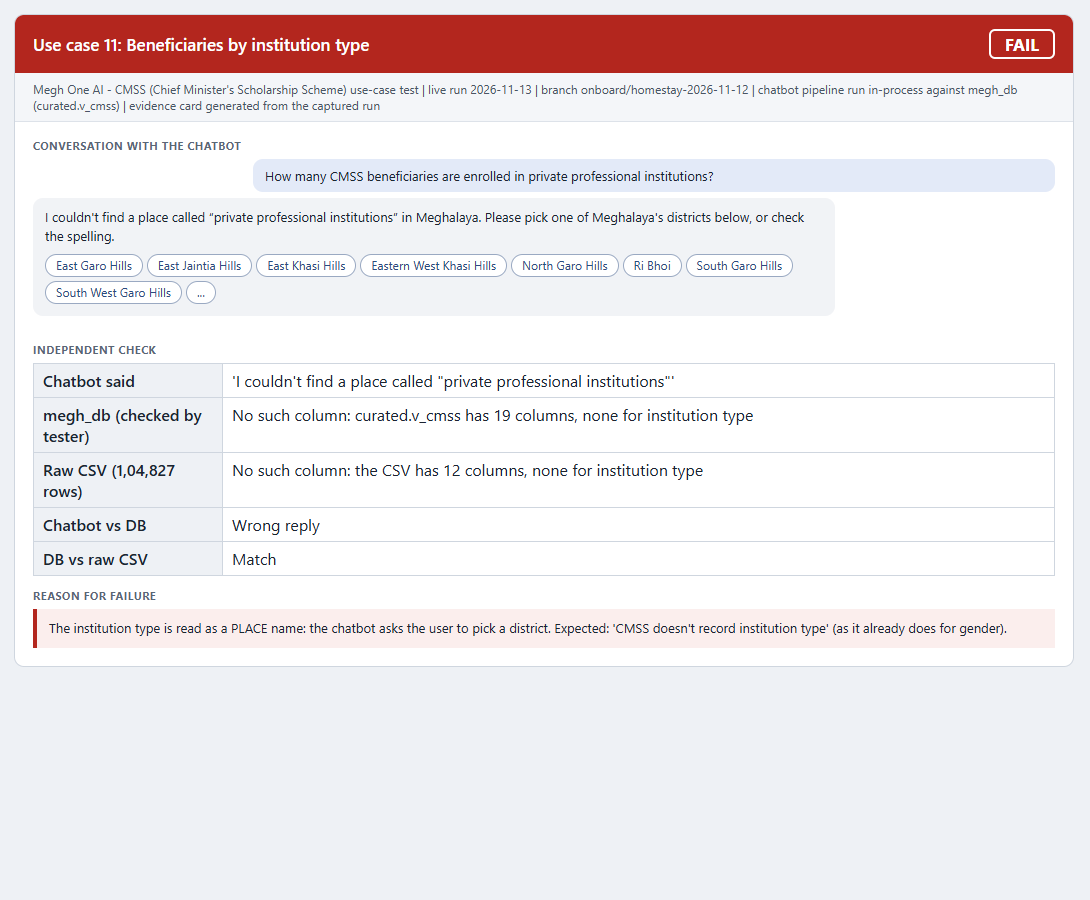 Use case 11: Beneficiaries by institution type
FAIL
Megh One AI - CMSS (Chief Minister's Scholarship Scheme) use-case test | live run 2026-11-13 | branch onboard/homestay-2026-11-12 | chatbot pipeline run in-process against megh_db
(curated.v_cmss) | evidence card generated from the captured run
CONVERSATION WITH THE CHATBOT
How many CMSS beneficiaries are enrolled in private professional institutions?
I couldn't find a place called “private professional institutions” in Meghalaya. Please pick one of Meghalaya's districts below, or check
the spelling.
East Garo Hills
East Jaintia Hills
East Khasi Hills
Eastern West Khasi Hills
North Garo Hills
Ri Bhoi
South Garo Hills
South West Garo Hills
...
INDEPENDENT CHECK
Chatbot said
'I couldn't find a place called "private professional institutions"'
megh_db (checked by
tester)
No such column: curated.v_cmss has 19 columns, none for institution type
Raw CSV (1,04,827
rows)
No such column: the CSV has 12 columns, none for institution type
Chatbot vs DB
Wrong reply
DB vs raw CSV
Match
REASON FOR FAILURE
The institution type is read as a PLACE name: the chatbot asks the user to pick a district. Expected: 'CMSS doesn't record institution type' (as it already does for gender).